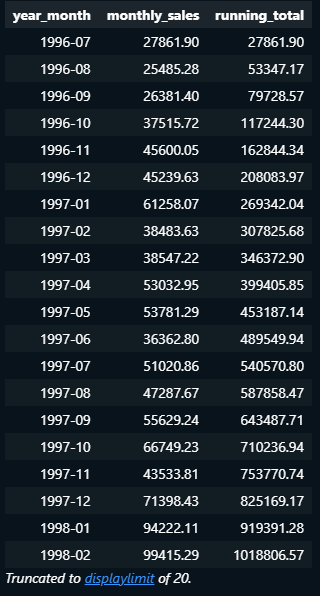 year_month monthly_sales running_total
1996-07 27861.90 27861.90
1996-08 25485.28 53347.17
1996-09 26381.40 79728.57
1996-10 37515.72 117244.30
1996-11 45600.05 162844.34
1996-12 45239.63 208083.97
1997-01 61258.07 269342.04
1997-02 38483.63 307825.68
1997-03 38547.22 346372.90
1997-04 53032.95 399405.85
1997-05 53781.29 453187.14
1997-06 36362.80 489549.94
1997-07 51020.86 540570.80
1997-08 47287.67 587858.47
1997-09 55629.24 643487.71
1997-10 66749.23 710236.94
1997-11 43533.81 753770.74
1997-12 71398.43 825169.17
1998-01 94222.11 919391.28
1998-02 99415.29 1018806.57
Truncated to displaylimit of 20.